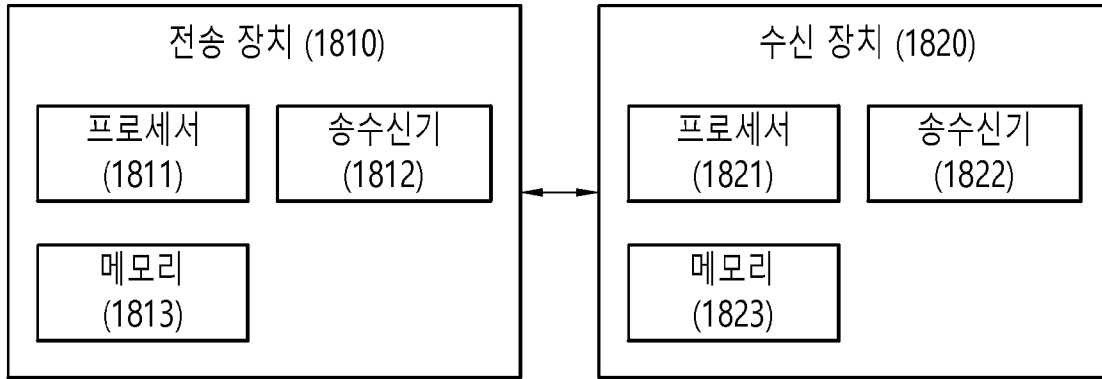 전송 장치 (1810)
프로세서
(1811)
송수신기
(1812)
메모리
(1813)
수신 장치 (1820)
프로세서
(1821)
송수신기
(1822)
메모리
(1823)